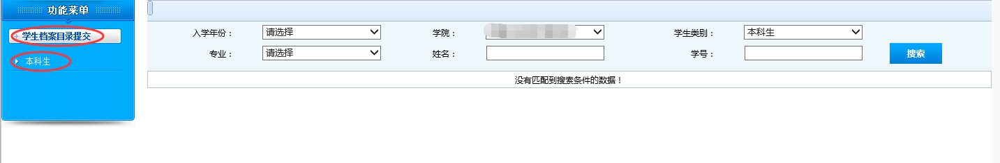 功能菜单
学生档案目录提交
本科生
入学年份： 请选择 学院： 学生类别： 本科生
专业： 请选择 姓名： 学号： 搜索
没有匹配到搜索条件的数据！